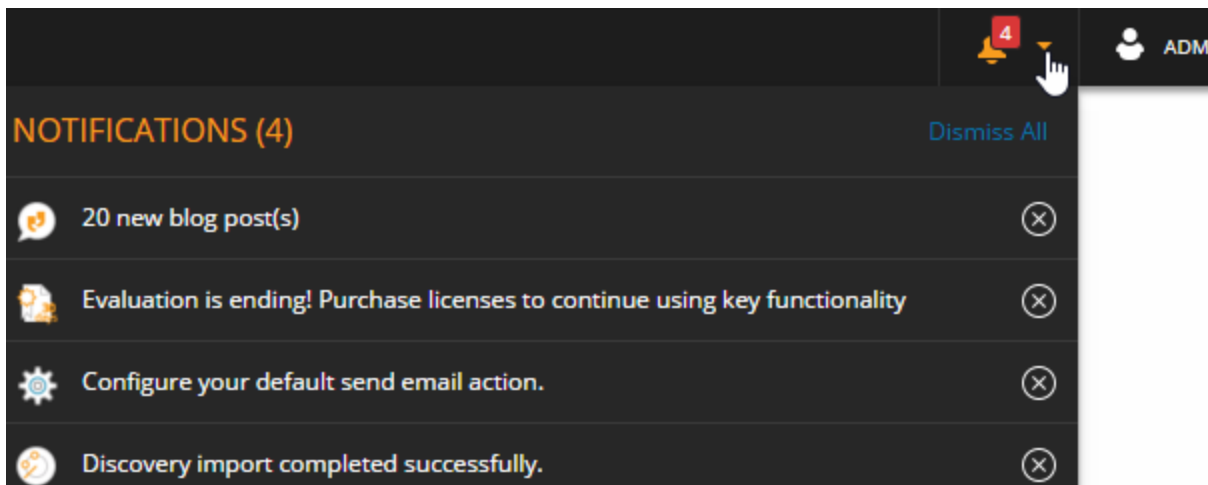 4
ADM
NOTIFICATIONS (4)
Dismiss All
20 new blog post(s)
Evaluation is ending! Purchase licenses to continue using key functionality
Configure your default send email action.
Discovery import completed successfully.